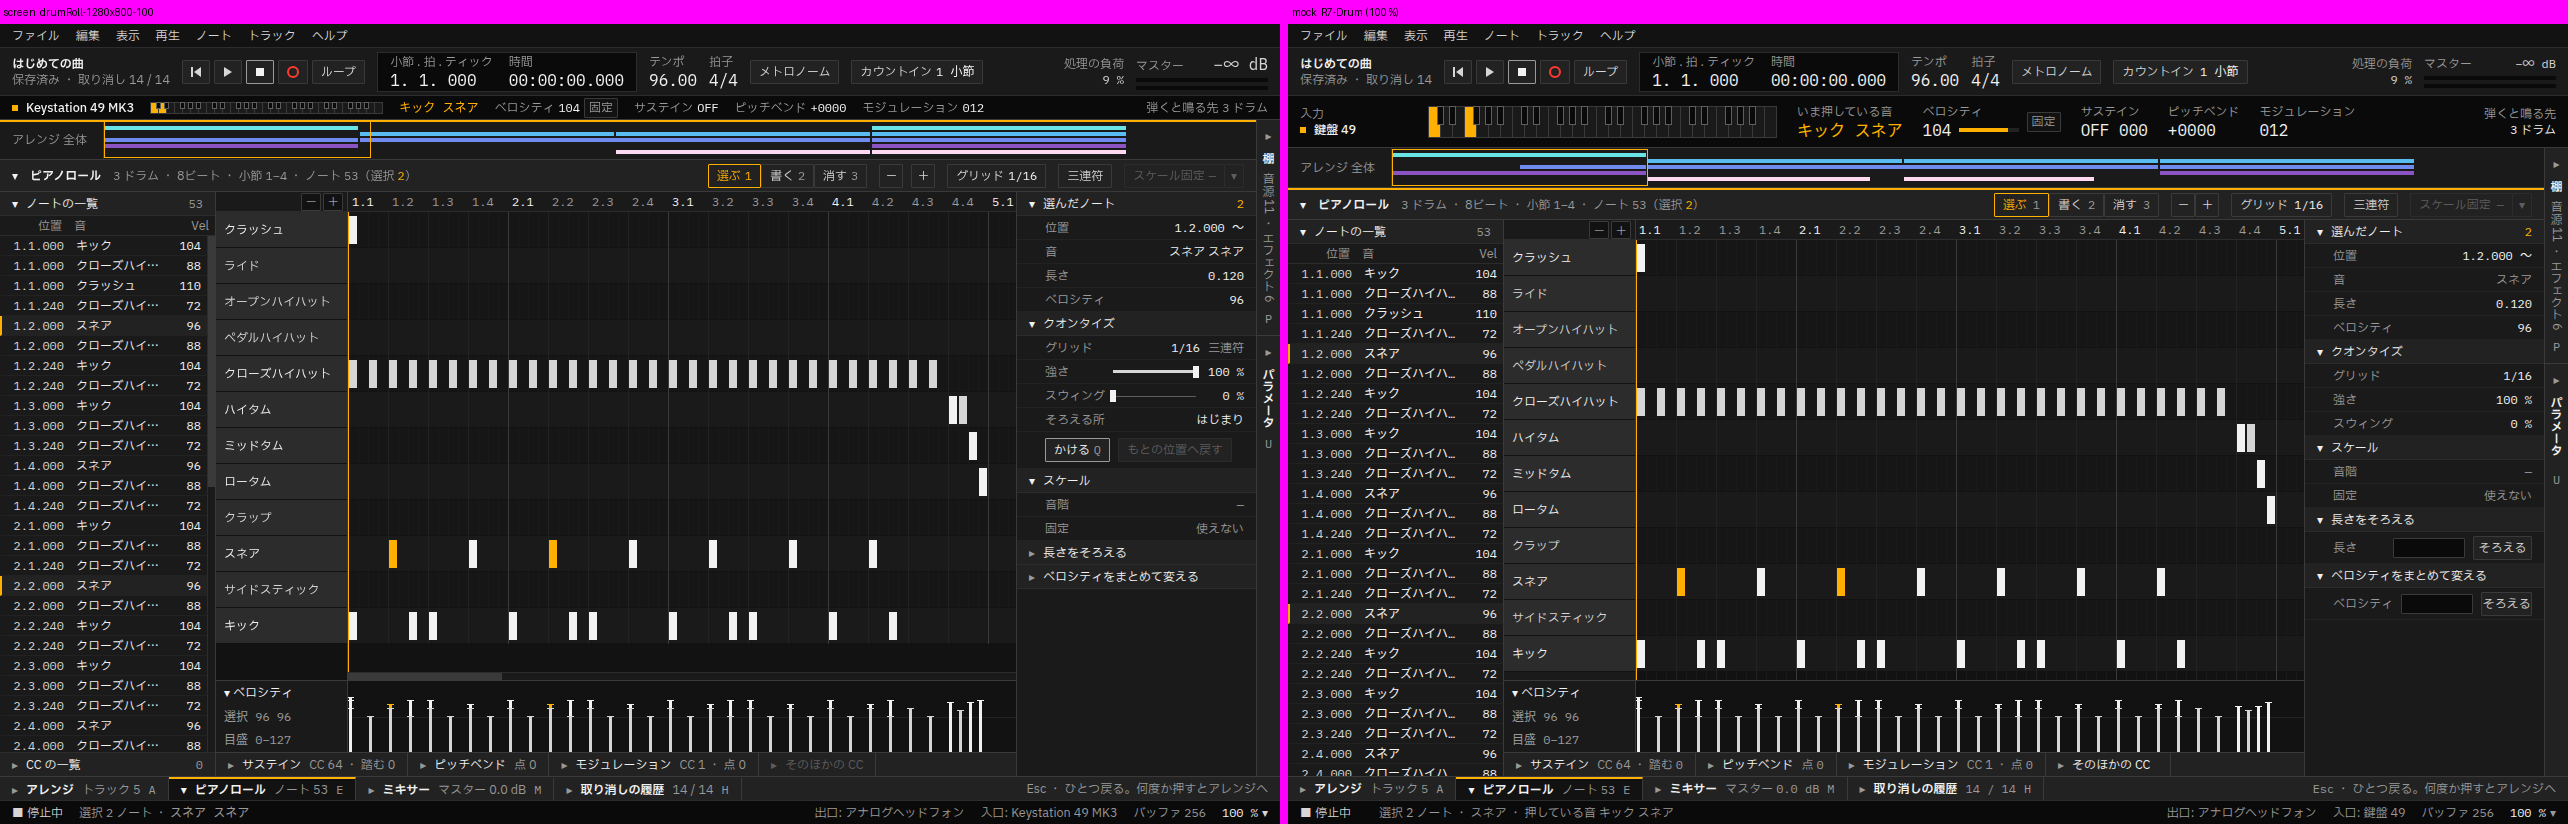 screen drumRoll-1280x800-100
ファイル 編集 表示 再生 ノート トラック ヘルプ
はじめての曲
保存済み ・ 取り消し 14 / 14
ループ
小節 . 拍 . ティック 時間
1. 1. 000 00:00:00.000
テンポ 拍子
96.00 4/4
メトロノーム
カウントイン 1 小節
処理の負荷 マスター −∞ dB
9 %
Keystation 49 MK3
キック スネア ベロシティ 104 固定 サステイン OFF ピッチベンド +0000 モジュレーション 012
弾くと鳴る先 3 ドラム
アレンジ 全体
▾ ピアノロール 3 ドラム ・ 8ビート ・ 小節 1−4 ・ ノート 53（選択 2）
選ぶ 1 書く 2 消す 3 − ＋ グリッド 1/16 三連符 スケール固定 − ▾
▾ ノートの一覧 53
位置 音 Vel
1.1.000 キック 104
1.1.000 クローズハイ… 88
1.1.000 クラッシュ 110
1.1.240 クローズハイ… 72
1.2.000 スネア 96
1.2.000 クローズハイ… 88
1.2.240 キック 104
1.2.240 クローズハイ… 72
1.3.000 キック 104
1.3.000 クローズハイ… 88
1.3.240 クローズハイ… 72
1.4.000 スネア 96
1.4.000 クローズハイ… 88
1.4.240 クローズハイ… 72
2.1.000 キック 104
2.1.000 クローズハイ… 88
2.1.240 クローズハイ… 72
2.2.000 スネア 96
2.2.000 クローズハイ… 88
2.2.240 キック 104
2.2.240 クローズハイ… 72
2.3.000 キック 104
2.3.000 クローズハイ… 88
2.3.240 クローズハイ… 72
2.4.000 スネア 96
2.4.000 クローズハイ… 88
▸ CC の一覧 0
− ＋
1.1 1.2 1.3 1.4 2.1 2.2 2.3 2.4 3.1 3.2 3.3 3.4 4.1 4.2 4.3 4.4 5.1
クラッシュ
ライド
オープンハイハット
ペダルハイハット
クローズハイハット
ハイタム
ミッドタム
ロータム
クラップ
スネア
サイドスティック
キック
▾ ベロシティ
選択 96 96
目盛 0−127
▸ サステイン CC 64 ・ 踏む 0 ▸ ピッチベンド 点 0 ▸ モジュレーション CC 1 ・ 点 0 ▸ そのほかの CC
▾ 選んだノート 2
位置 1.2.000 〜
音 スネア スネア
長さ 0.120
ベロシティ 96
▾ クオンタイズ
グリッド 1/16 三連符
強さ 100 %
スウィング 0 %
そろえる所 はじまり
かける Q もとの位置へ戻す
▾ スケール
音階 −
固定 使えない
▸ 長さをそろえる
▸ ベロシティをまとめて変える
▸ 棚 音源11 ・ エフェクト6 P
▸ パラメータ U
▸ アレンジ トラック 5 A ▾ ピアノロール ノート 53 E ▸ ミキサー マスター 0.0 dB M ▸ 取り消しの履歴 14 / 14 H
Esc ・ ひとつ戻る。何度か押すとアレンジへ
■ 停止中 選択 2 ノート ・ スネア スネア
出口: アナログヘッドフォン 入口: Keystation 49 MK3 バッファ 256 100 % ▾
mock R7-Drum (100 %)
ファイル 編集 表示 再生 ノート トラック ヘルプ
はじめての曲
保存済み ・ 取り消し 14
ループ
小節 . 拍 . ティック 時間
1. 1. 000 00:00:00.000
テンポ 拍子
96.00 4/4
メトロノーム
カウントイン 1 小節
処理の負荷 マスター −∞ dB
9 %
入力
鍵盤 49
いま押している音 ベロシティ サステイン ピッチベンド モジュレーション
キック スネア 104 固定 OFF 000 +0000 012
弾くと鳴る先
3 ドラム
アレンジ 全体
▾ ピアノロール 3 ドラム ・ 8ビート ・ 小節 1−4 ・ ノート 53（選択 2）
選ぶ 1 書く 2 消す 3 − ＋ グリッド 1/16 三連符 スケール固定 − ▾
▾ ノートの一覧 53
位置 音 Vel
1.1.000 キック 104
1.1.000 クローズハイハ… 88
1.1.000 クラッシュ 110
1.1.240 クローズハイハ… 72
1.2.000 スネア 96
1.2.000 クローズハイハ… 88
1.2.240 キック 104
1.2.240 クローズハイハ… 72
1.3.000 キック 104
1.3.000 クローズハイハ… 88
1.3.240 クローズハイハ… 72
1.4.000 スネア 96
1.4.000 クローズハイハ… 88
1.4.240 クローズハイハ… 72
2.1.000 キック 104
2.1.000 クローズハイハ… 88
2.1.240 クローズハイハ… 72
2.2.000 スネア 96
2.2.000 クローズハイハ… 88
2.2.240 キック 104
2.2.240 クローズハイハ… 72
2.3.000 キック 104
2.3.000 クローズハイハ… 88
2.3.240 クローズハイハ… 72
2.4.000 スネア 96
2.4.000 クローズハイハ… 88
− ＋
1.1 1.2 1.3 1.4 2.1 2.2 2.3 2.4 3.1 3.2 3.3 3.4 4.1 4.2 4.3 4.4 5.1
クラッシュ
ライド
オープンハイハット
ペダルハイハット
クローズハイハット
ハイタム
ミッドタム
ロータム
クラップ
スネア
サイドスティック
キック
▾ ベロシティ
選択 96 96
目盛 0−127
▸ サステイン CC 64 ・ 踏む 0 ▸ ピッチベンド 点 0 ▸ モジュレーション CC 1 ・ 点 0 ▸ そのほかの CC
▾ 選んだノート 2
位置 1.2.000 〜
音 スネア
長さ 0.120
ベロシティ 96
▾ クオンタイズ
グリッド 1/16
強さ 100 %
スウィング 0 %
▾ スケール
音階 −
固定 使えない
▾ 長さをそろえる
長さ そろえる
▾ ベロシティをまとめて変える
ベロシティ そろえる
▸ 棚 音源11 ・ エフェクト6 P
▸ パラメータ U
▸ アレンジ トラック 5 A ▾ ピアノロール ノート 53 E ▸ ミキサー マスター 0.0 dB M ▸ 取り消しの履歴 14 / 14 H
Esc ・ ひとつ戻る。何度か押すとアレンジへ
■ 停止中 選択 2 ノート ・ スネア ・ 押している音 キック スネア
出口: アナログヘッドフォン 入口: 鍵盤 49 バッファ 256 100 % ▾